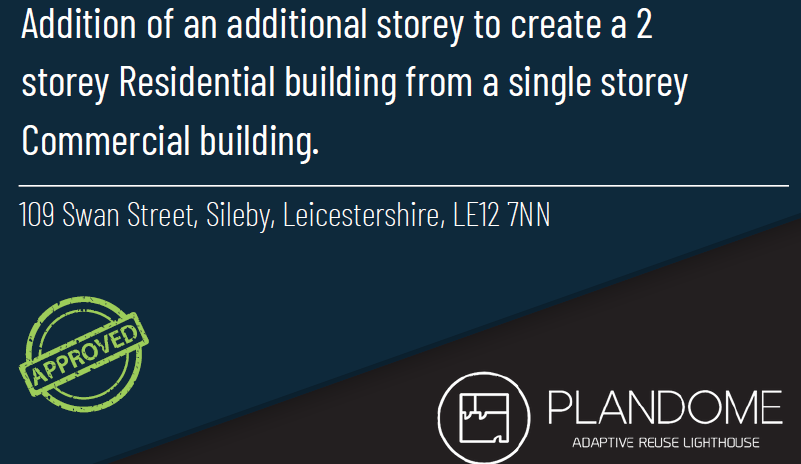 Addition of an additional storey to create a 2
storey Residential building from a single storey
Commercial building.
109 Swan Street, Sileby, Leicestershire, LE12 7NN
APPROVED
PLANDOME
ADAPTIVE REUSE LIGHTHOUSE